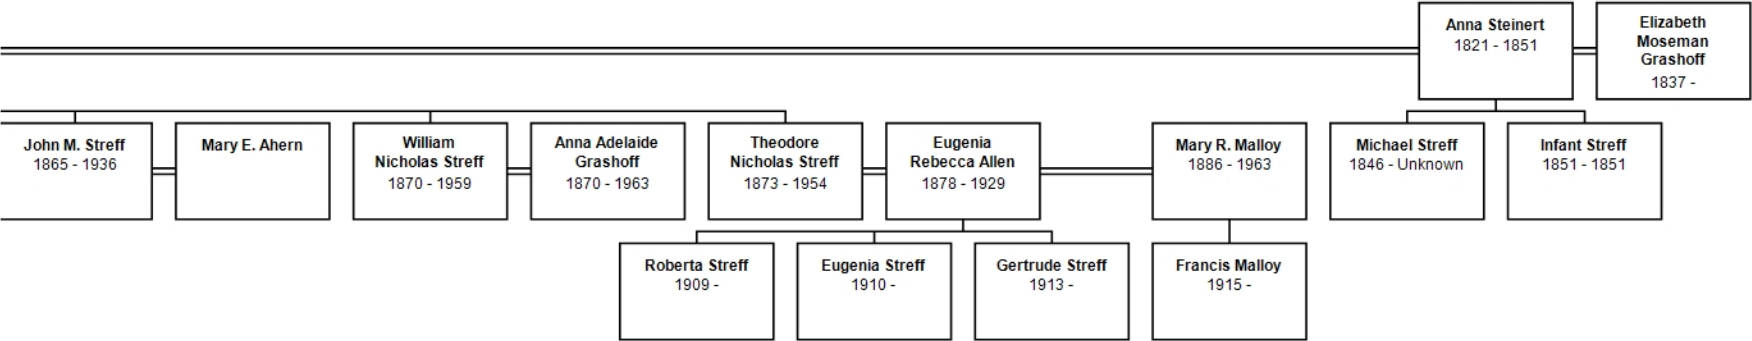 Anna Steinert
1821 - 1851
Elizabeth
Moseman
Grashoff
1837 -
John M. Streff
1865 - 1936
Mary E. Ahern
William
Nicholas Streff
1870 - 1959
Anna Adelaide
Grashoff
1870 - 1963
Theodore
Nicholas Streff
1873 - 1954
Eugenia
Rebecca Allen
1878 - 1929
Mary R. Malloy
1886 - 1963
Michael Streff
1846 - Unknown
Infant Streff
1851 - 1851
Roberta Streff
1909 -
Eugenia Streff
1910 -
Gertrude Streff
1913 -
Francis Malloy
1915 -